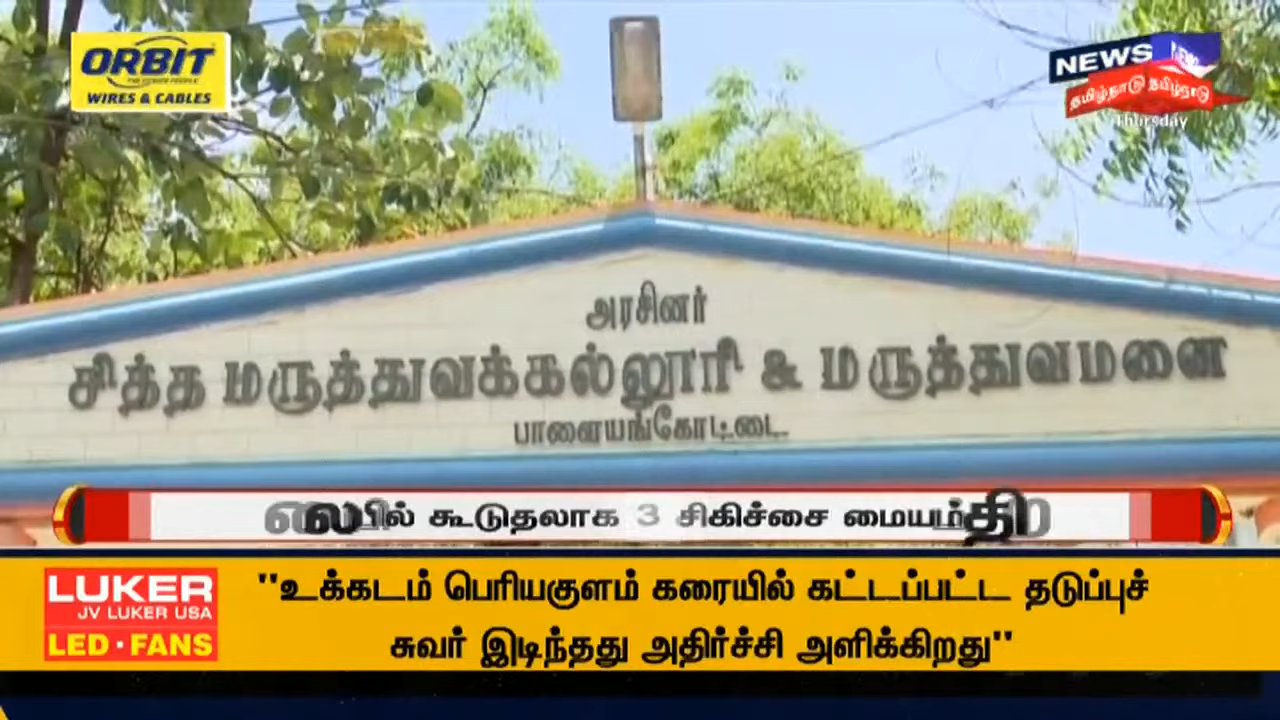 ORBIT
WIRES & CABLES
NEWS
தமிழ்நாடு தமிழ்நாடு
Thursday
அரசினர்
சித்த மருத்துவக்கல்லூரி & மருத்துவமனை
பாளையங்கோட்டை
கூடுதலாக 3 சிகிச்சை
LUKER
JV LUKER USA
LED · FANS
"உக்கடம் பெரியகுளம் கரையில் கட்டப்பட்ட தடுப்புச்
சுவர் இடிந்தது அதிர்ச்சி அளிக்கிறது"